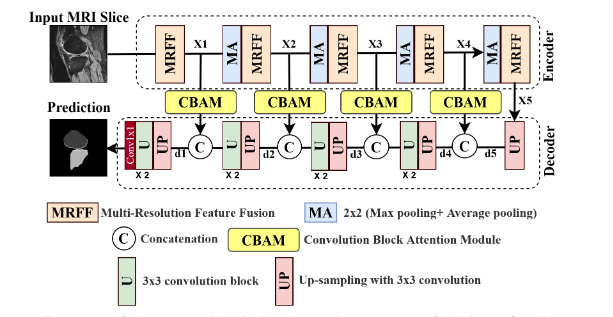 Input MRI Slice
MRFF X1 MA MRFF X2 MA MRFF X3 MA MRFF X4 MA MRFF
Encoder
CBAM CBAM CBAM CBAM X5
Prediction
Conv1x1 U UP d1 C U UP d2 C U UP d3 C U UP d4 C d5 UP
X 2 X 2 X 2 X 2
Decoder
MRFF Multi-Resolution Feature Fusion MA 2x2 (Max pooling+ Average pooling)
C Concatenation CBAM Convolution Block Attention Module
U 3x3 convolution block UP Up-sampling with 3x3 convolution